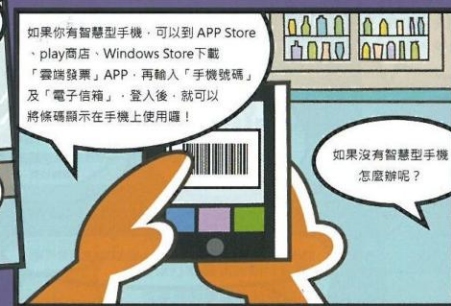 如果你有智慧型手機，可以到 APP Store
、play商店、Windows Store下載
「雲端發票」APP，再輸入「手機號碼」
及「電子信箱」，登入後，就可以
將條碼顯示在手機上使用囉！
如果沒有智慧型手機
怎麼辦呢？